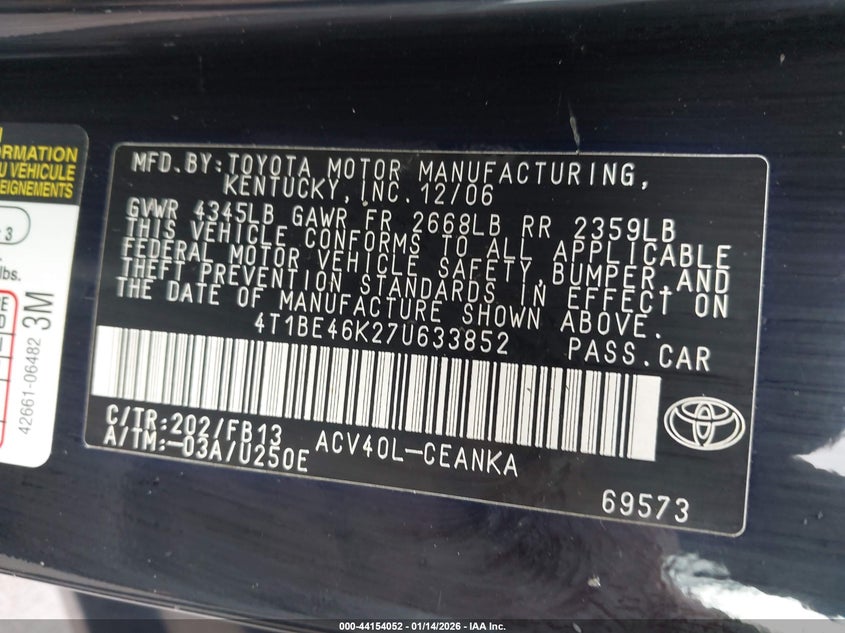 ORMATION
U VÉHICULE
EIGNEMENTS
3
lbs.
42661-06482 3M
MFD.BY:TOYOTA MOTOR MANUFACTURING,
KENTUCKY,INC.12/06
GVWR 4345LB GAWR FR 2668LB RR 2359LB
THIS VEHICLE CONFORMS TO ALL APPLICABLE
FEDERAL MOTOR VEHICLE SAFETY,BUMPER,AND
THEFT PREVENTION STANDARDS IN EFFECT ON
THE DATE OF MANUFACTURE SHOWN ABOVE.
4T1BE46K27U633852 PASS.CAR
C/TR:202/FB13
A/TM:-03A/U250E ACV40L-CEANKA
69573
000-44154052 - 01/14/2026 - IAA Inc.